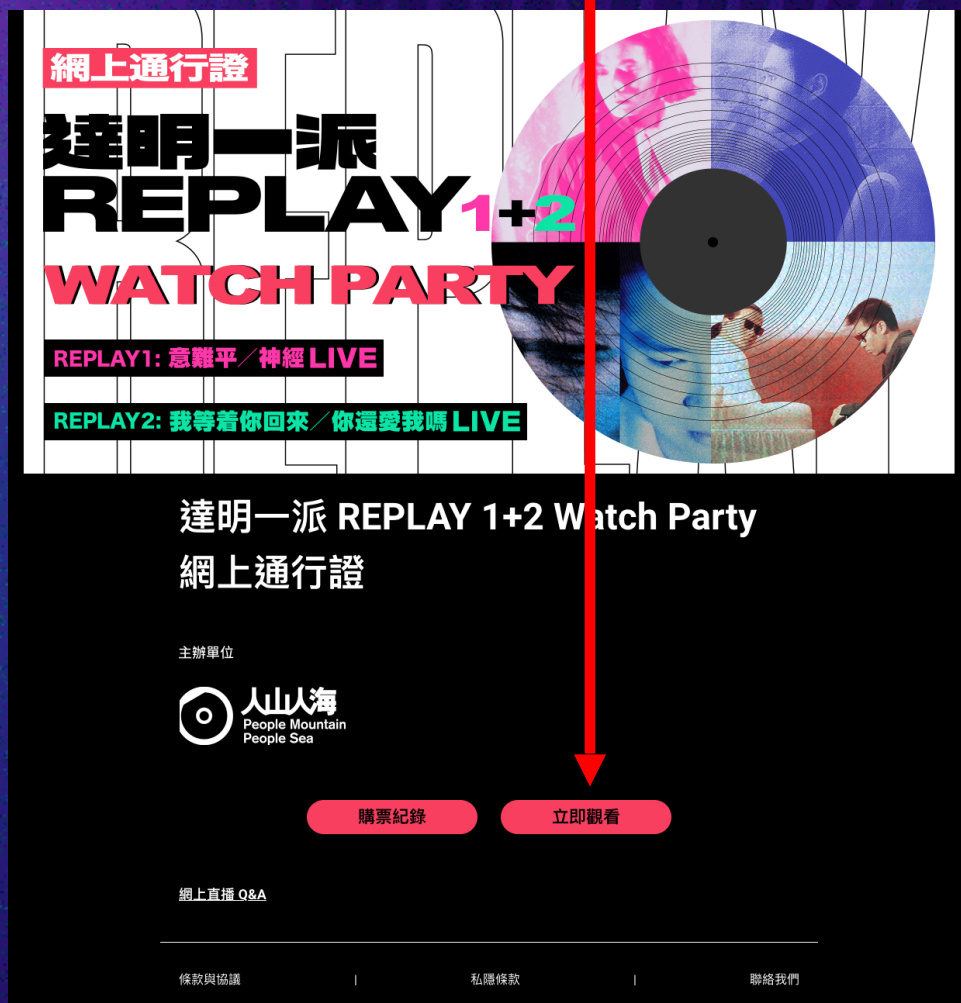 網上通行證
達明一派
REPLAY1+2
WATCH PARTY
REPLAY1: 意難平／神經 LIVE
REPLAY2: 我等着你回來／你還愛我嗎 LIVE
達明一派 REPLAY 1+2 Watch Party
網上通行證
主辦單位
人山人海
People Mountain
People Sea
購票紀錄
立即觀看
網上直播 Q&A
條款與協議 | 私隱條款 | 聯絡我們